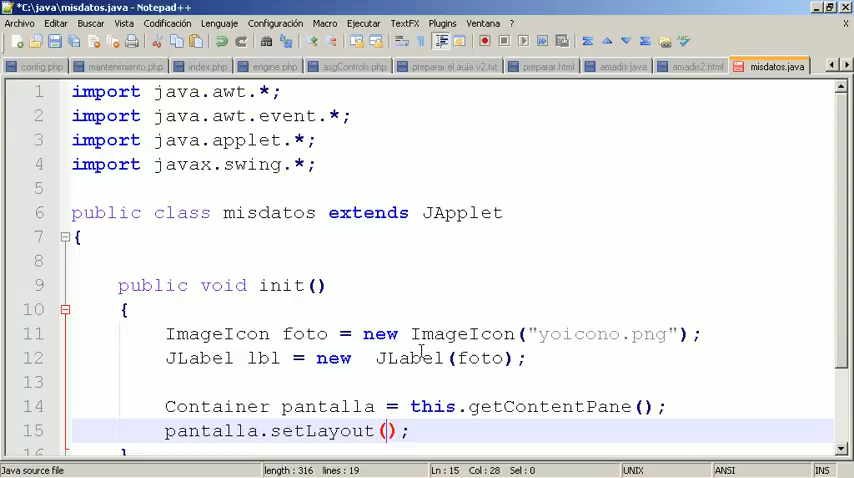 *C:\java\misdatos.java - Notepad++
Archivo Editar Buscar Vista Codificación Lenguaje Configuración Macro Ejecutar TextFX Plugins Ventana ?
config.php mantenimiento.php index.php engine.php asgControls.php preparar el aula v2.txt preparar.html amadis.java amadis2.html misdatos.java
1 import java.awt.*;
2 import java.awt.event.*;
3 import java.applet.*;
4 import javax.swing.*;
5
6 public class misdatos extends JApplet
7 {
8
9 public void init()
10 {
11 ImageIcon foto = new ImageIcon("yoicono.png");
12 JLabel lbl = new JLabel(foto);
13
14 Container pantalla = this.getContentPane();
15 pantalla.setLayout();
16 }
Java source file length : 316 lines : 19 Ln : 15 Col : 28 Sel : 0 UNIX ANSI INS